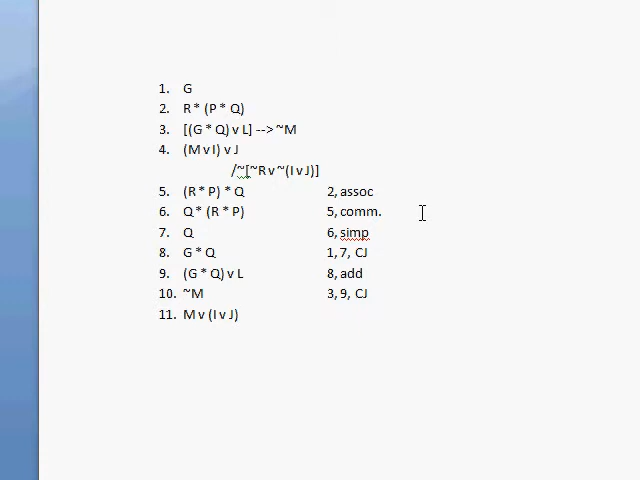 1. G
2. R * (P * Q)
3. [(G * Q) v L] --> ~M
4. (M v I) v J
/~[~R v ~(I v J)]
5. (R * P) * Q 2, assoc
6. Q * (R * P) 5, comm.
7. Q 6, simp
8. G * Q 1, 7, CJ
9. (G * Q) v L 8, add
10. ~M 3, 9, CJ
11. M v (I v J)